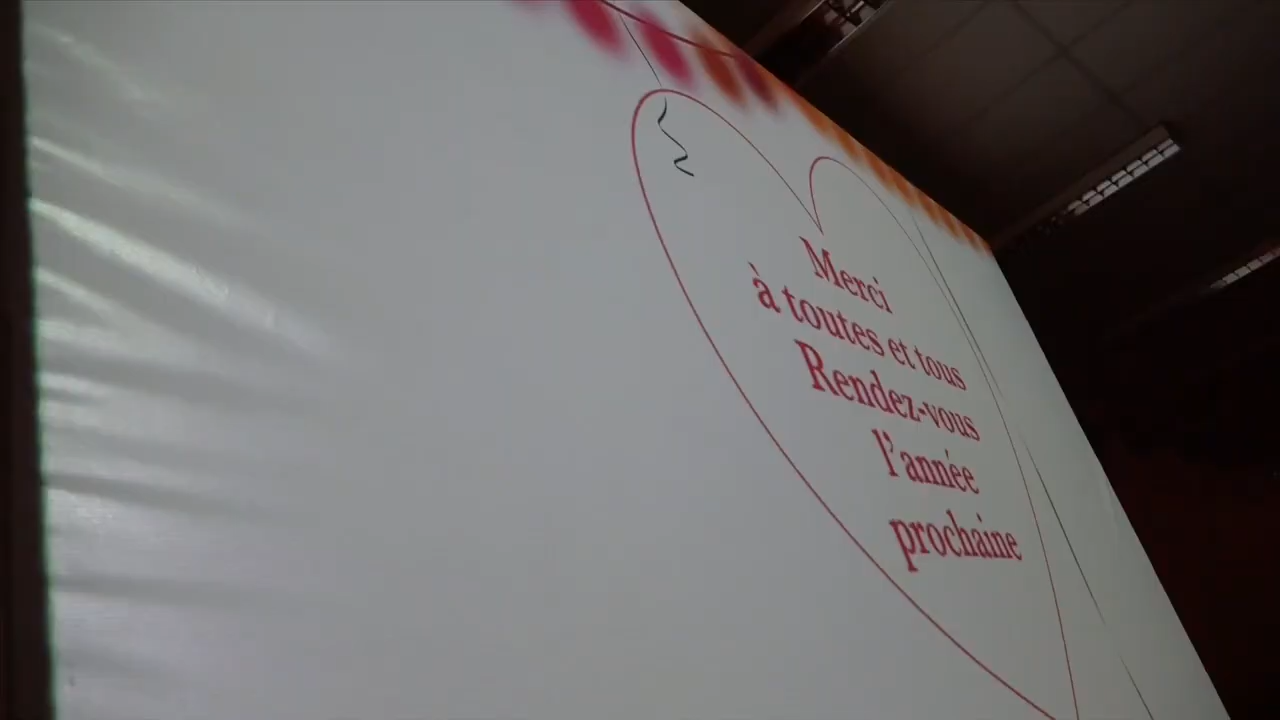 Merci
à toutes et tous
Rendez-vous
l'année
prochaine